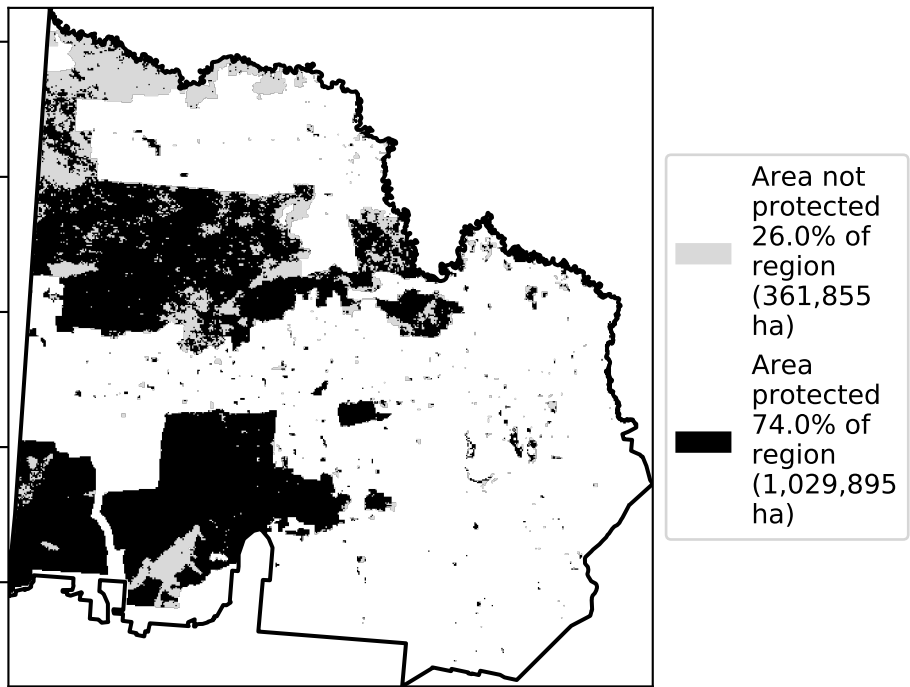 Area not
protected
26.0% of
region
(361,855
ha)
Area
protected
74.0% of
region
(1,029,895
ha)